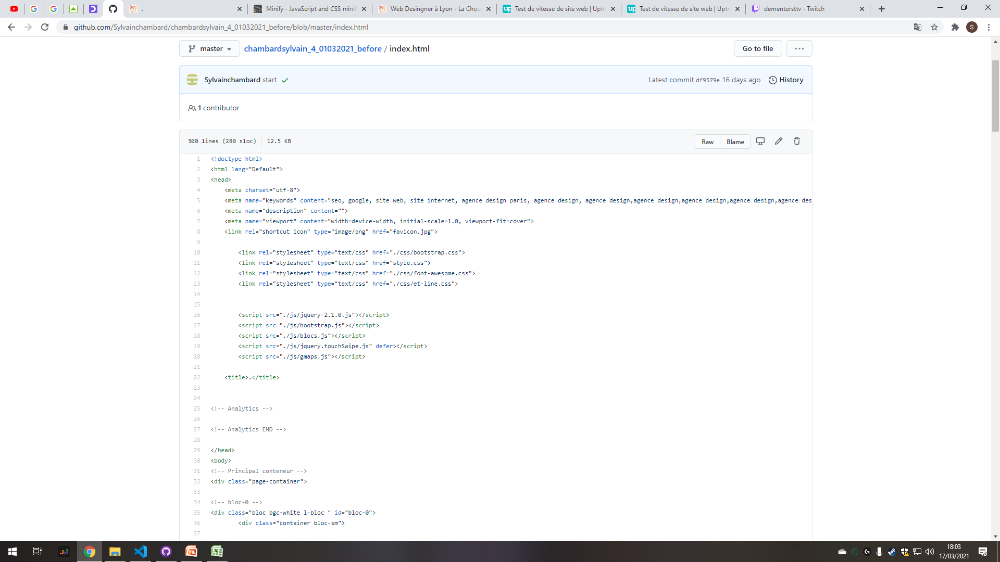 .
Minify - JavaScript and CSS minif
Web Desingner à Lyon - La Chou
Test de vitesse de site web | Uptr
Test de vitesse de site web | Uptr
dementorsttv - Twitch
github.com/Sylvainchambard/chambardsylvain_4_01032021_before/blob/master/index.html
S
master
chambardsylvain_4_01032021_before / index.html
Go to file
Sylvainchambard start
Latest commit df9579e 16 days ago
History
1 contributor
300 lines (280 sloc)
12.5 KB
Raw
Blame
1 <!doctype html>
2 <html lang="Default">
3 <head>
4 <meta charset="utf-8">
5 <meta name="keywords" content="seo, google, site web, site internet, agence design paris, agence design, agence design,agence design,agence design,agence design,agence des
6 <meta name="description" content="">
7 <meta name="viewport" content="width=device-width, initial-scale=1.0, viewport-fit=cover">
8 <link rel="shortcut icon" type="image/png" href="favicon.jpg">
9
10 <link rel="stylesheet" type="text/css" href="./css/bootstrap.css">
11 <link rel="stylesheet" type="text/css" href="style.css">
12 <link rel="stylesheet" type="text/css" href="./css/font-awesome.css">
13 <link rel="stylesheet" type="text/css" href="./css/et-line.css">
14
15
16 <script src="./js/jquery-2.1.0.js"></script>
17 <script src="./js/bootstrap.js"></script>
18 <script src="./js/blocs.js"></script>
19 <script src="./js/jquery.touchSwipe.js" defer></script>
20 <script src="./js/gmaps.js"></script>
21
22 <title>.</title>
23
24
25 <!-- Analytics -->
26
27 <!-- Analytics END -->
28
29 </head>
30 <body>
31 <!-- Principal conteneur -->
32 <div class="page-container">
33
34 <!-- bloc-0 -->
35 <div class="bloc bgc-white l-bloc " id="bloc-0">
36 <div class="container bloc-sm">
37
18:03
17/03/2021